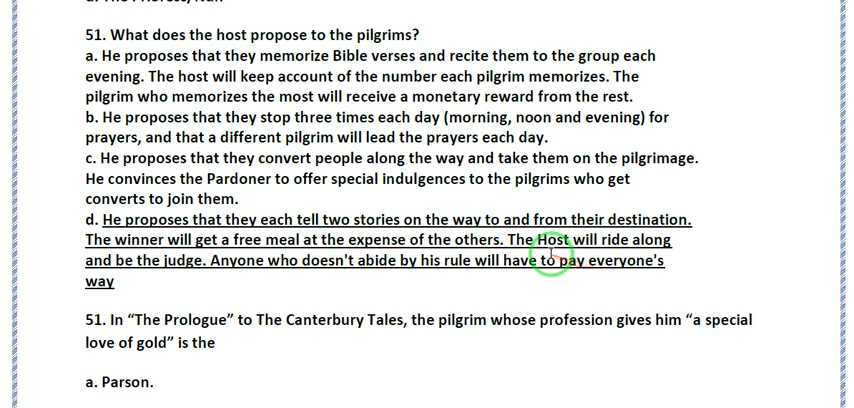 51. What does the host propose to the pilgrims?
a. He proposes that they memorize Bible verses and recite them to the group each
evening. The host will keep account of the number each pilgrim memorizes. The
pilgrim who memorizes the most will receive a monetary reward from the rest.
b. He proposes that they stop three times each day (morning, noon and evening) for
prayers, and that a different pilgrim will lead the prayers each day.
c. He proposes that they convert people along the way and take them on the pilgrimage.
He convinces the Pardoner to offer special indulgences to the pilgrims who get
converts to join them.
d. He proposes that they each tell two stories on the way to and from their destination.
The winner will get a free meal at the expense of the others. The Host will ride along
and be the judge. Anyone who doesn't abide by his rule will have to pay everyone's
way
51. In “The Prologue” to The Canterbury Tales, the pilgrim whose profession gives him “a special
love of gold” is the
a. Parson.